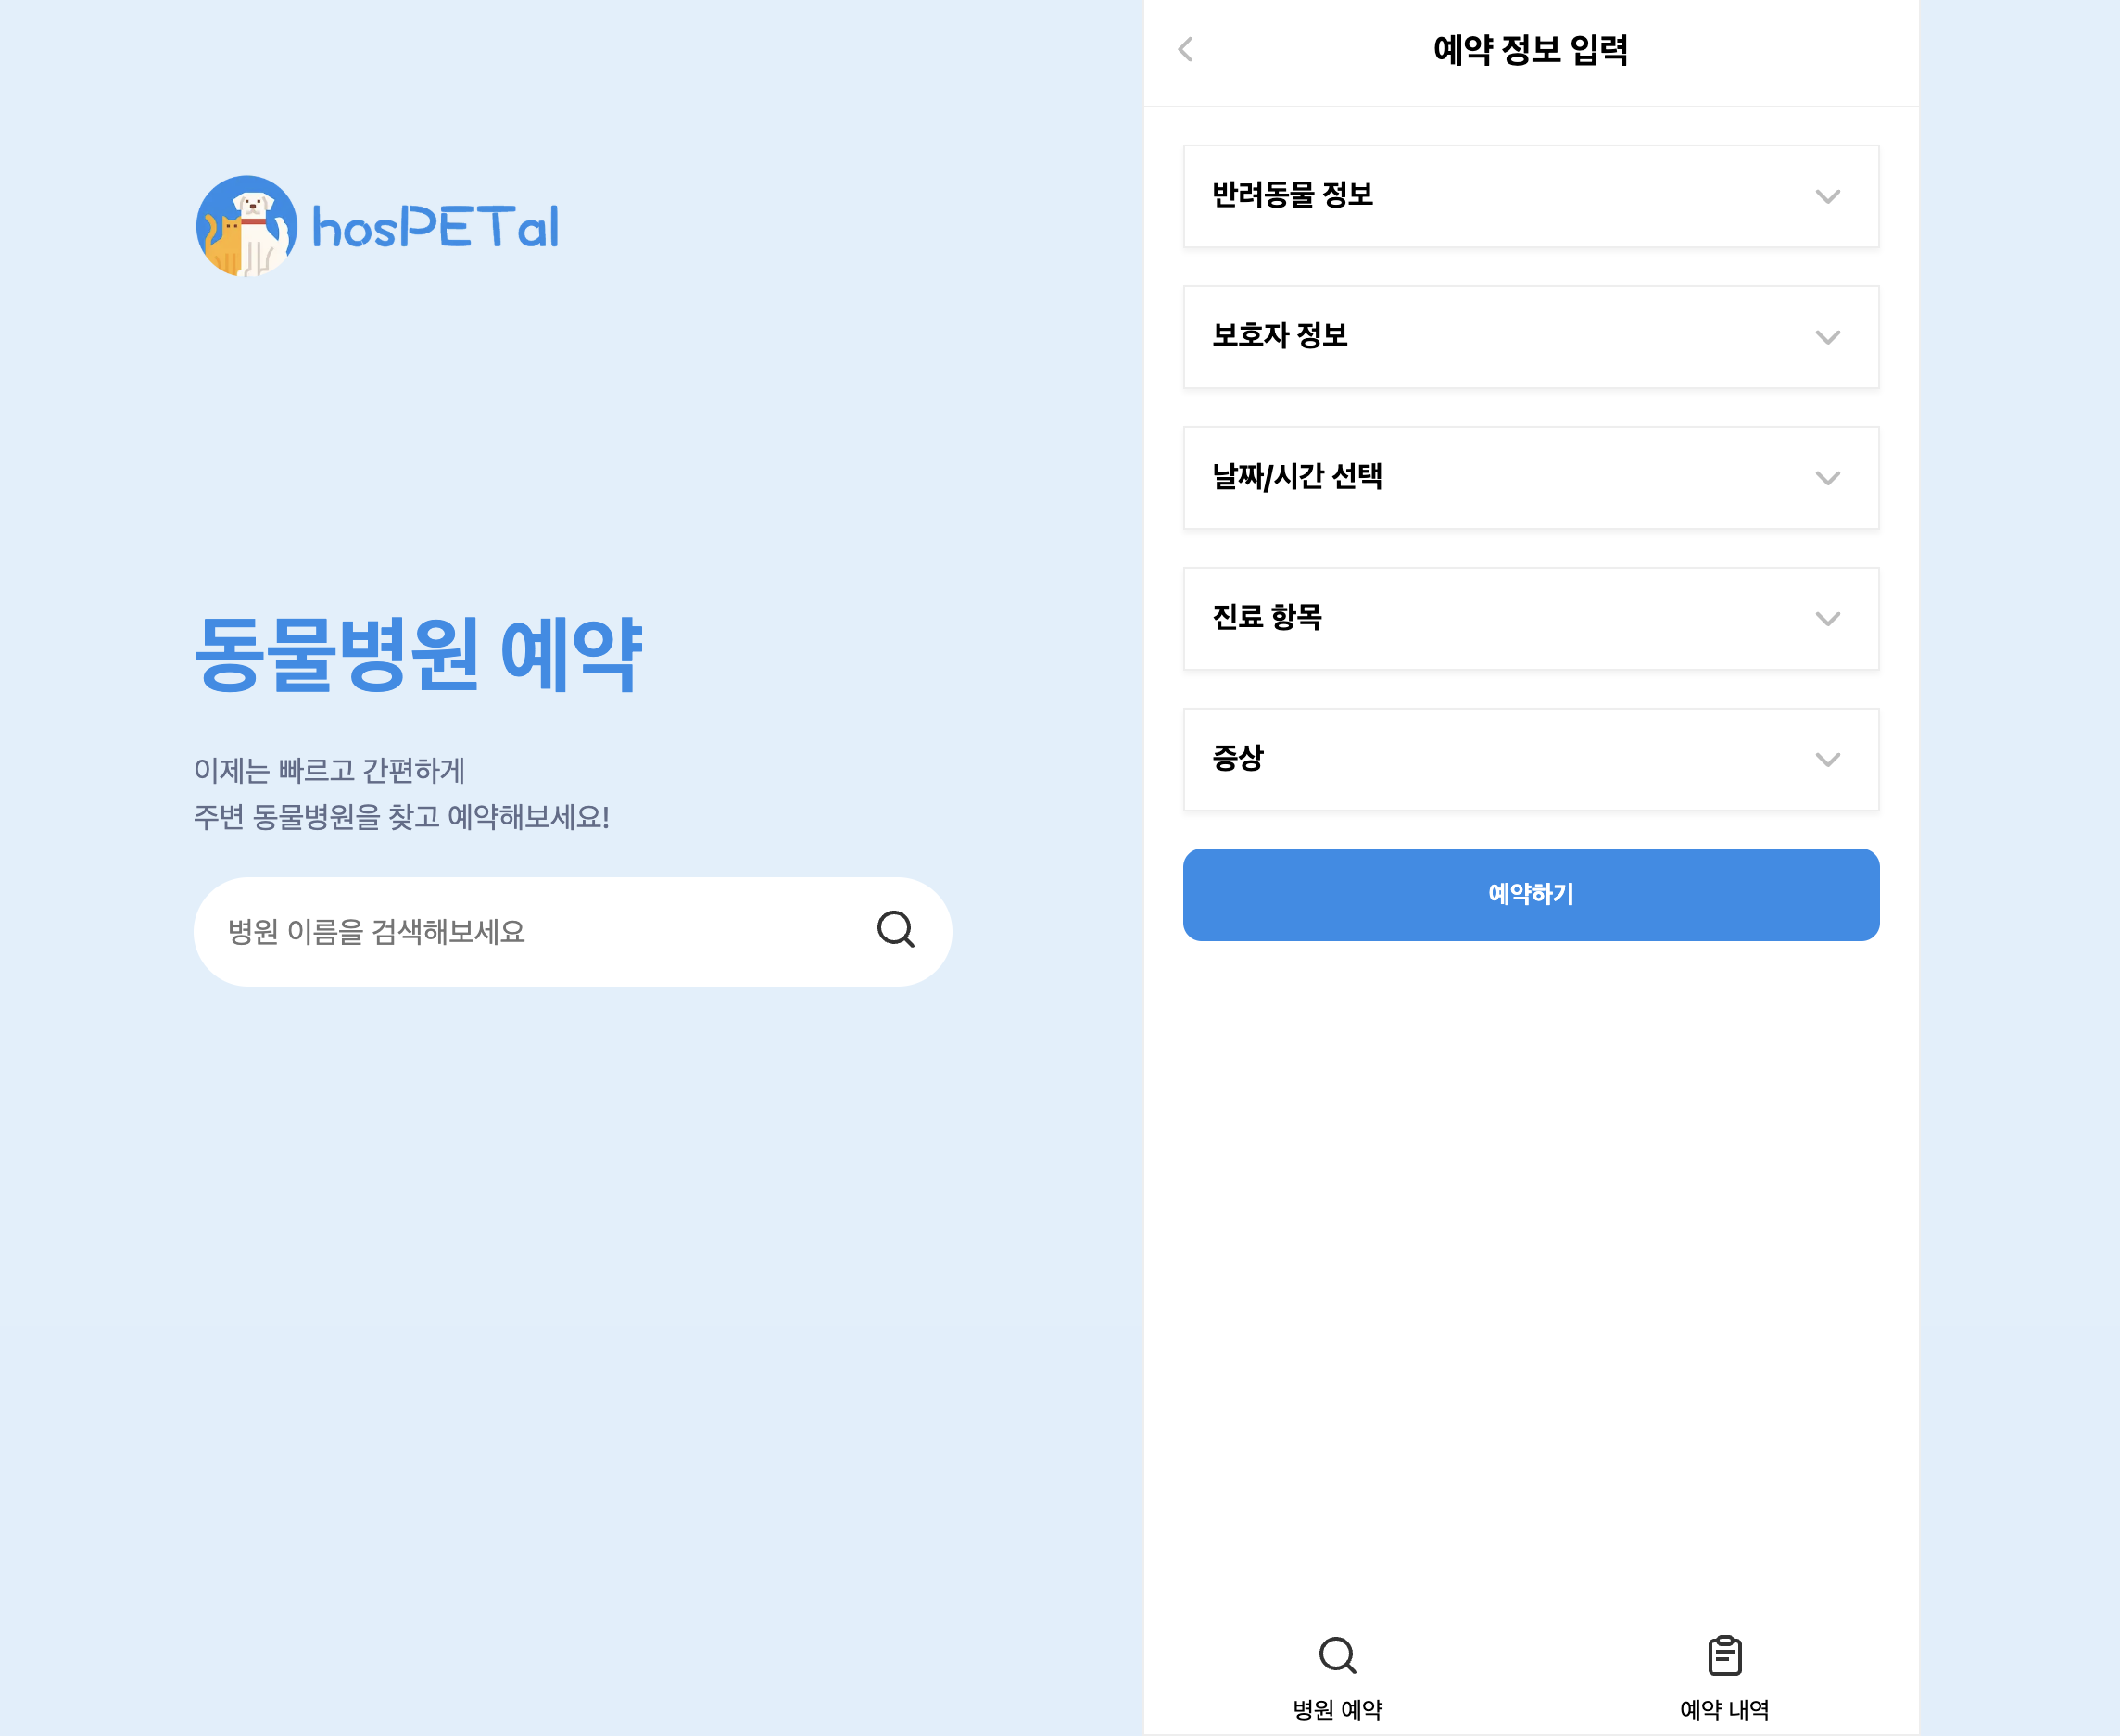 hosPETal
동물병원 예약
이제는 빠르고 간편하게
주변 동물병원을 찾고 예약해보세요!
병원 이름을 검색해보세요
예약 정보 입력
반려동물 정보
보호자 정보
날짜/시간 선택
진료 항목
증상
예약하기
병원 예약
예약 내역